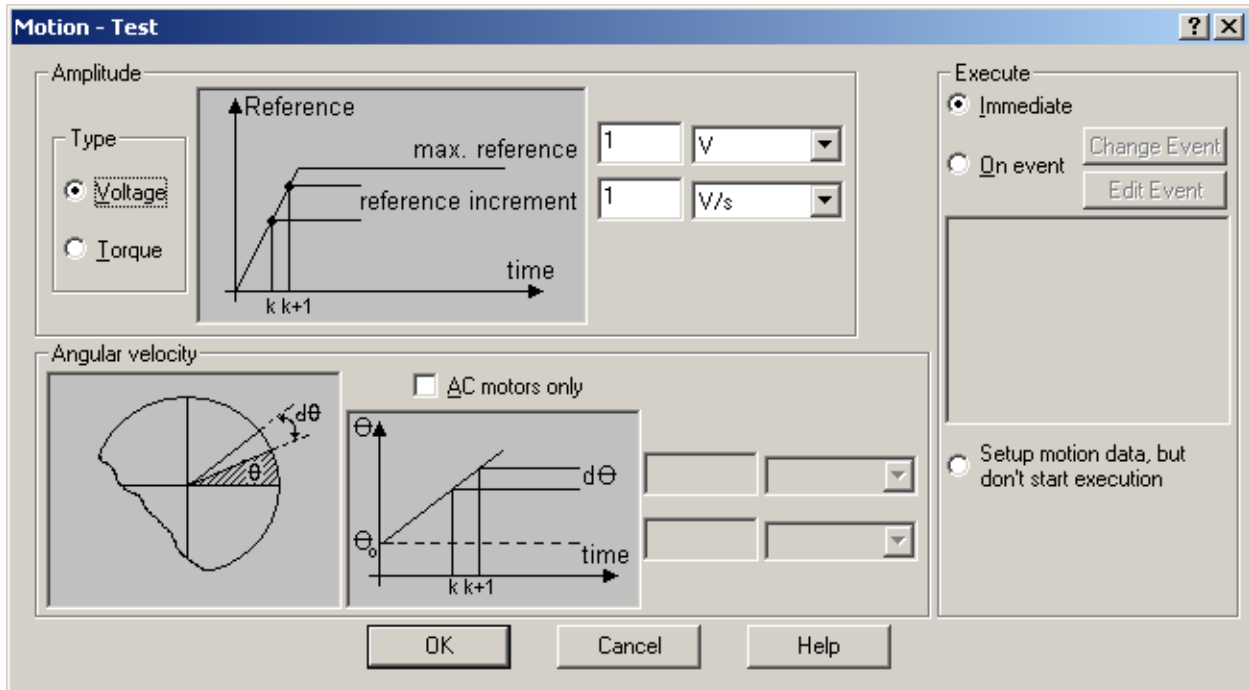 Motion - Test
Amplitude
Type
Voltage
Torque
Reference
max. reference
reference increment
time
k k+1
1
V
1
V/s
Execute
Immediate
On event
Change Event
Edit Event
Setup motion data, but
don't start execution
Angular velocity
dθ
θ
AC motors only
Θ
dΘ
Θo
time
k k+1
OK
Cancel
Help